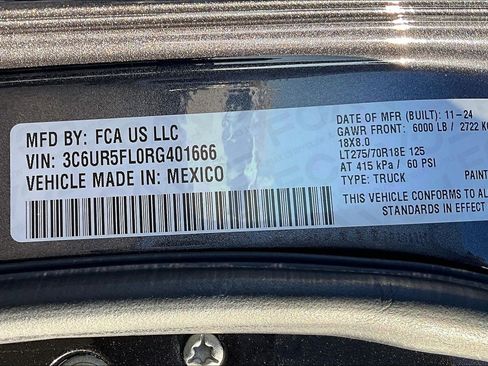 MFD BY: FCA US LLC
VIN: 3C6UR5FL0RG401666
VEHICLE MADE IN: MEXICO
DATE OF MFR (BUILT): 11-24
GAWR FRONT: 6000 LB / 2722 KG
18X8.0
LT275/70R18E 125
AT 415 kPa / 60 PSI
TYPE: TRUCK PAINT
THIS VEHICLE CONFORMS TO AL
STANDARDS IN EFFECT